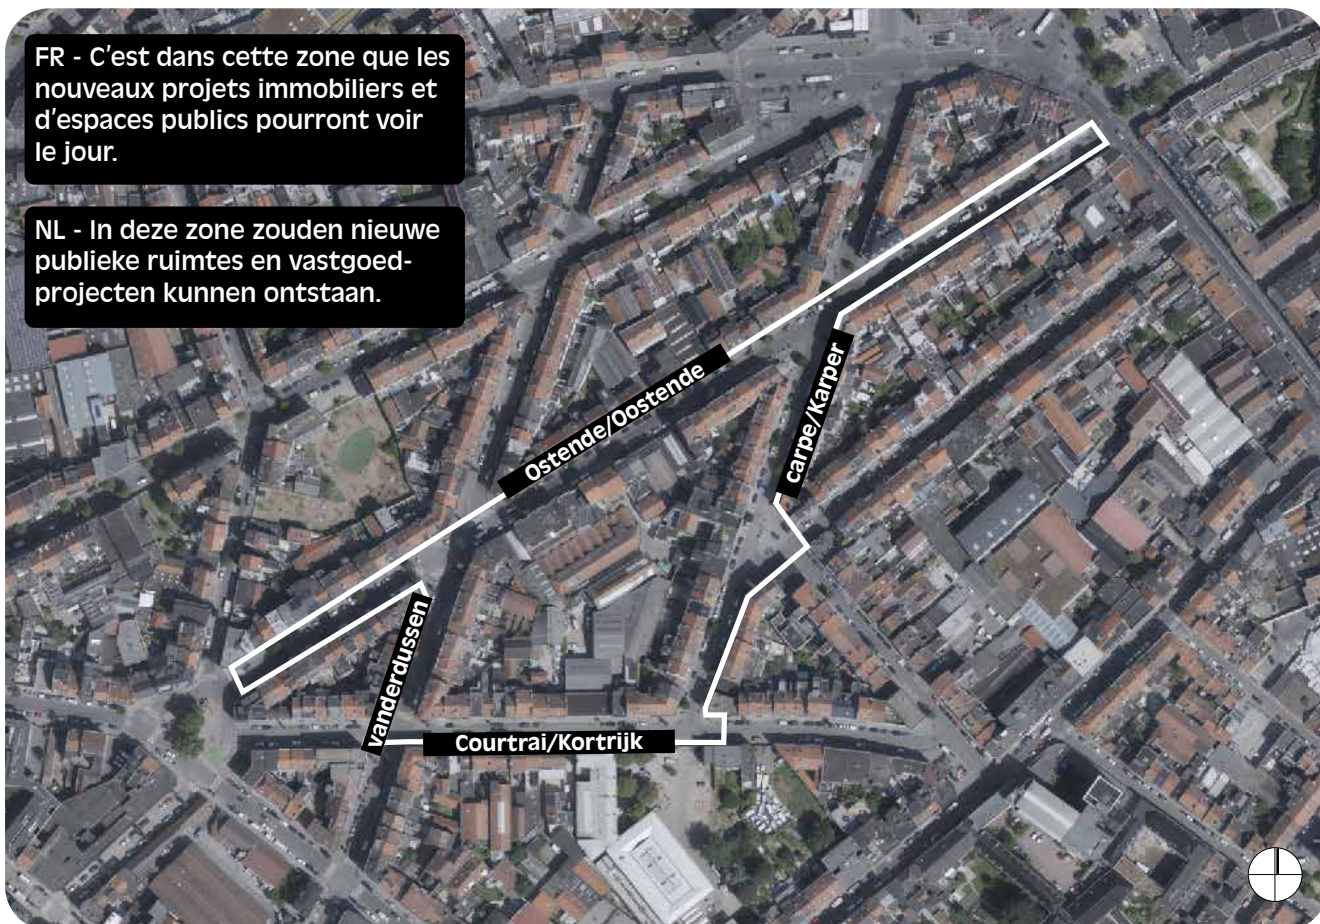 FR - C'est dans cette zone que les
nouveaux projets immobiliers et
d'espaces publics pourront voir
le jour.
NL - In deze zone zouden nieuwe
publieke ruimtes en vastgoed-
projecten kunnen ontstaan.
Ostende/Oostende
carpe/Karper
vanderdussen
Courtrai/Kortrijk